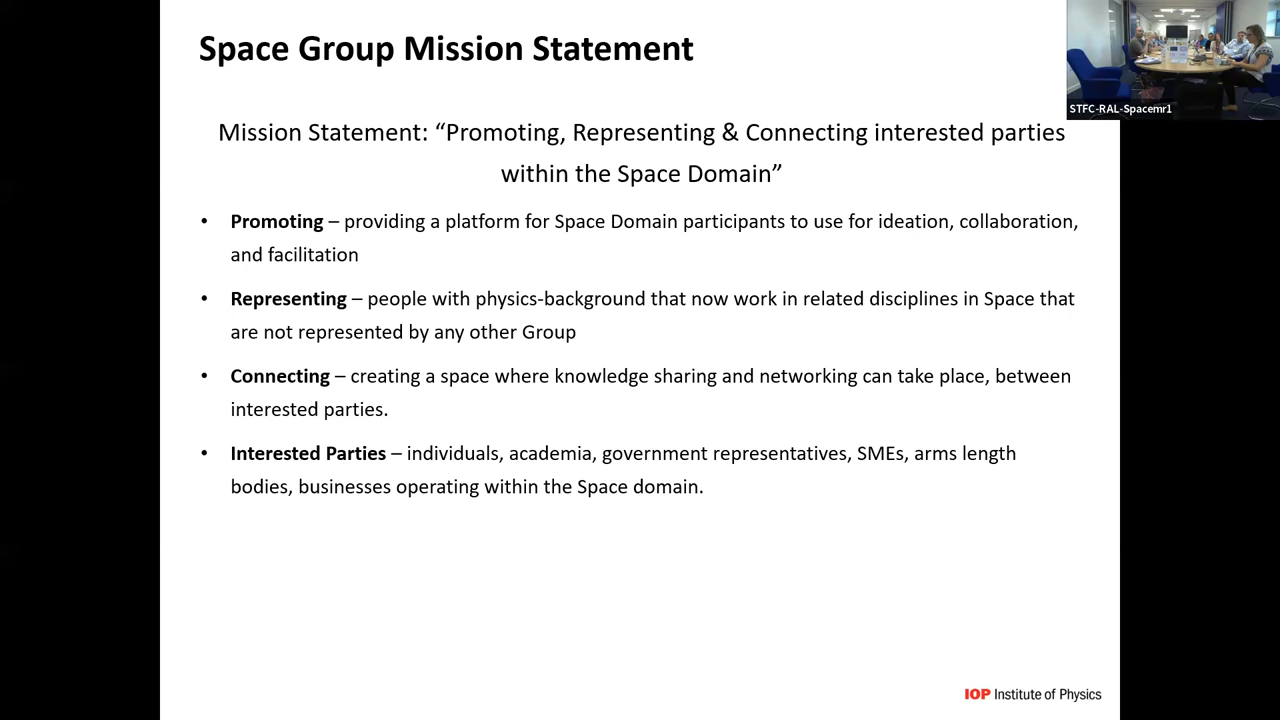 Space Group Mission Statement
STFC-RAL-Spacemr1
Mission Statement: “Promoting, Representing & Connecting interested parties
within the Space Domain”
• Promoting – providing a platform for Space Domain participants to use for ideation, collaboration,
and facilitation
• Representing – people with physics-background that now work in related disciplines in Space that
are not represented by any other Group
• Connecting – creating a space where knowledge sharing and networking can take place, between
interested parties.
• Interested Parties – individuals, academia, government representatives, SMEs, arms length
bodies, businesses operating within the Space domain.
IOP Institute of Physics